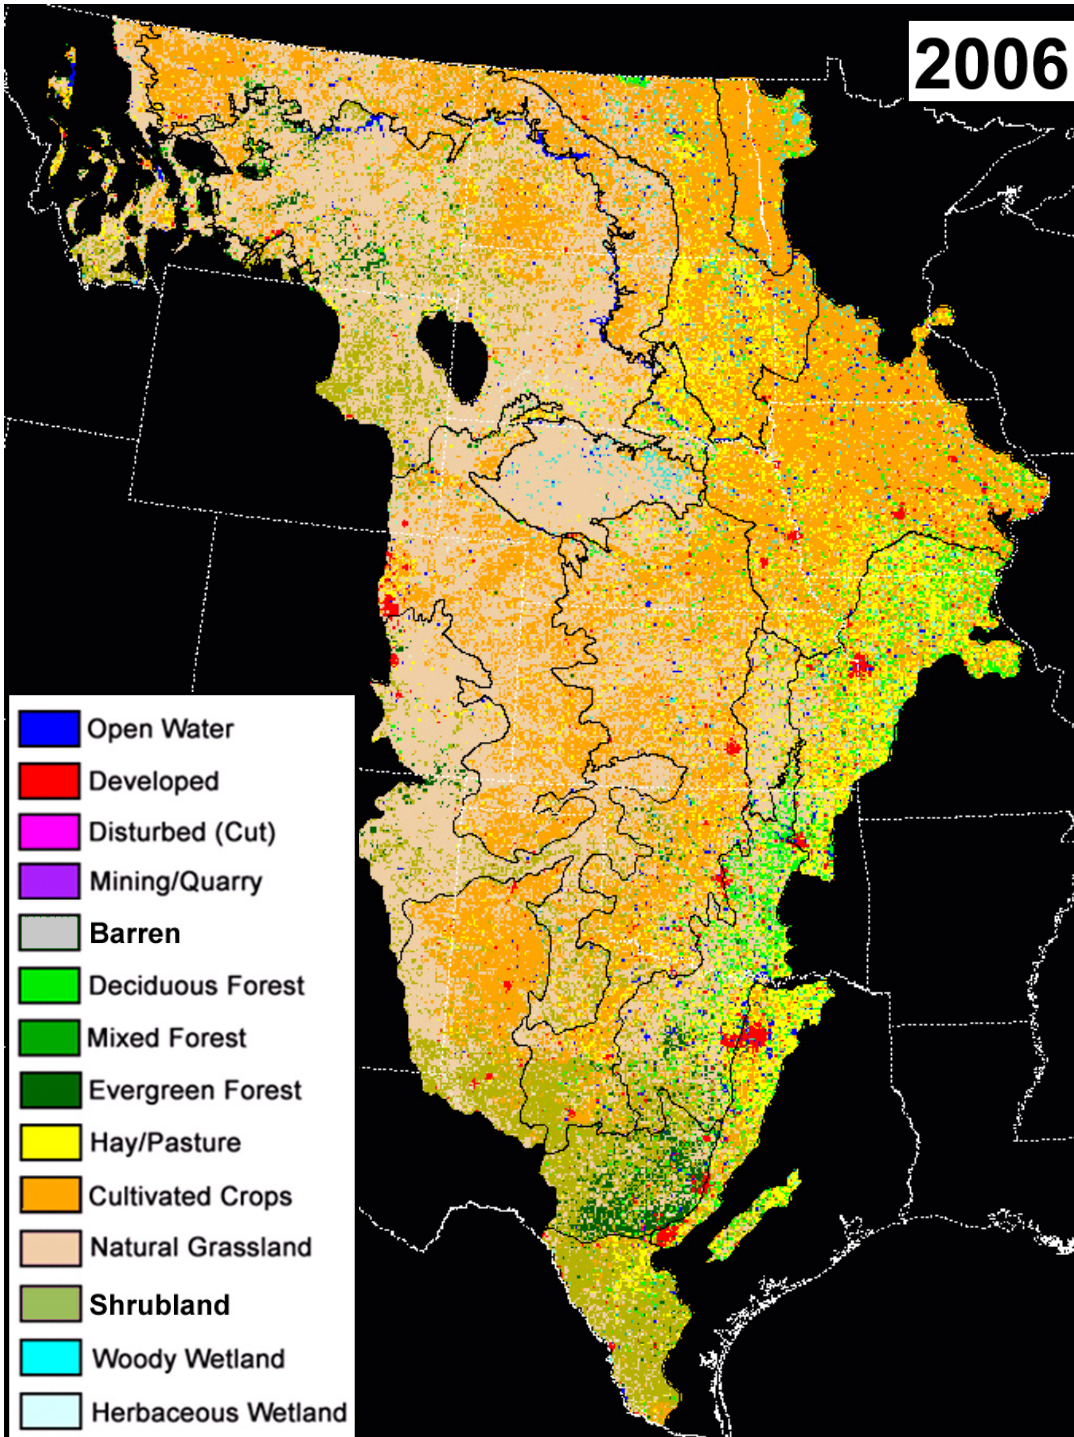 2006
Open Water
Developed
Disturbed (Cut)
Mining/Quarry
Barren
Deciduous Forest
Mixed Forest
Evergreen Forest
Hay/Pasture
Cultivated Crops
Natural Grassland
Shrubland
Woody Wetland
Herbaceous Wetland